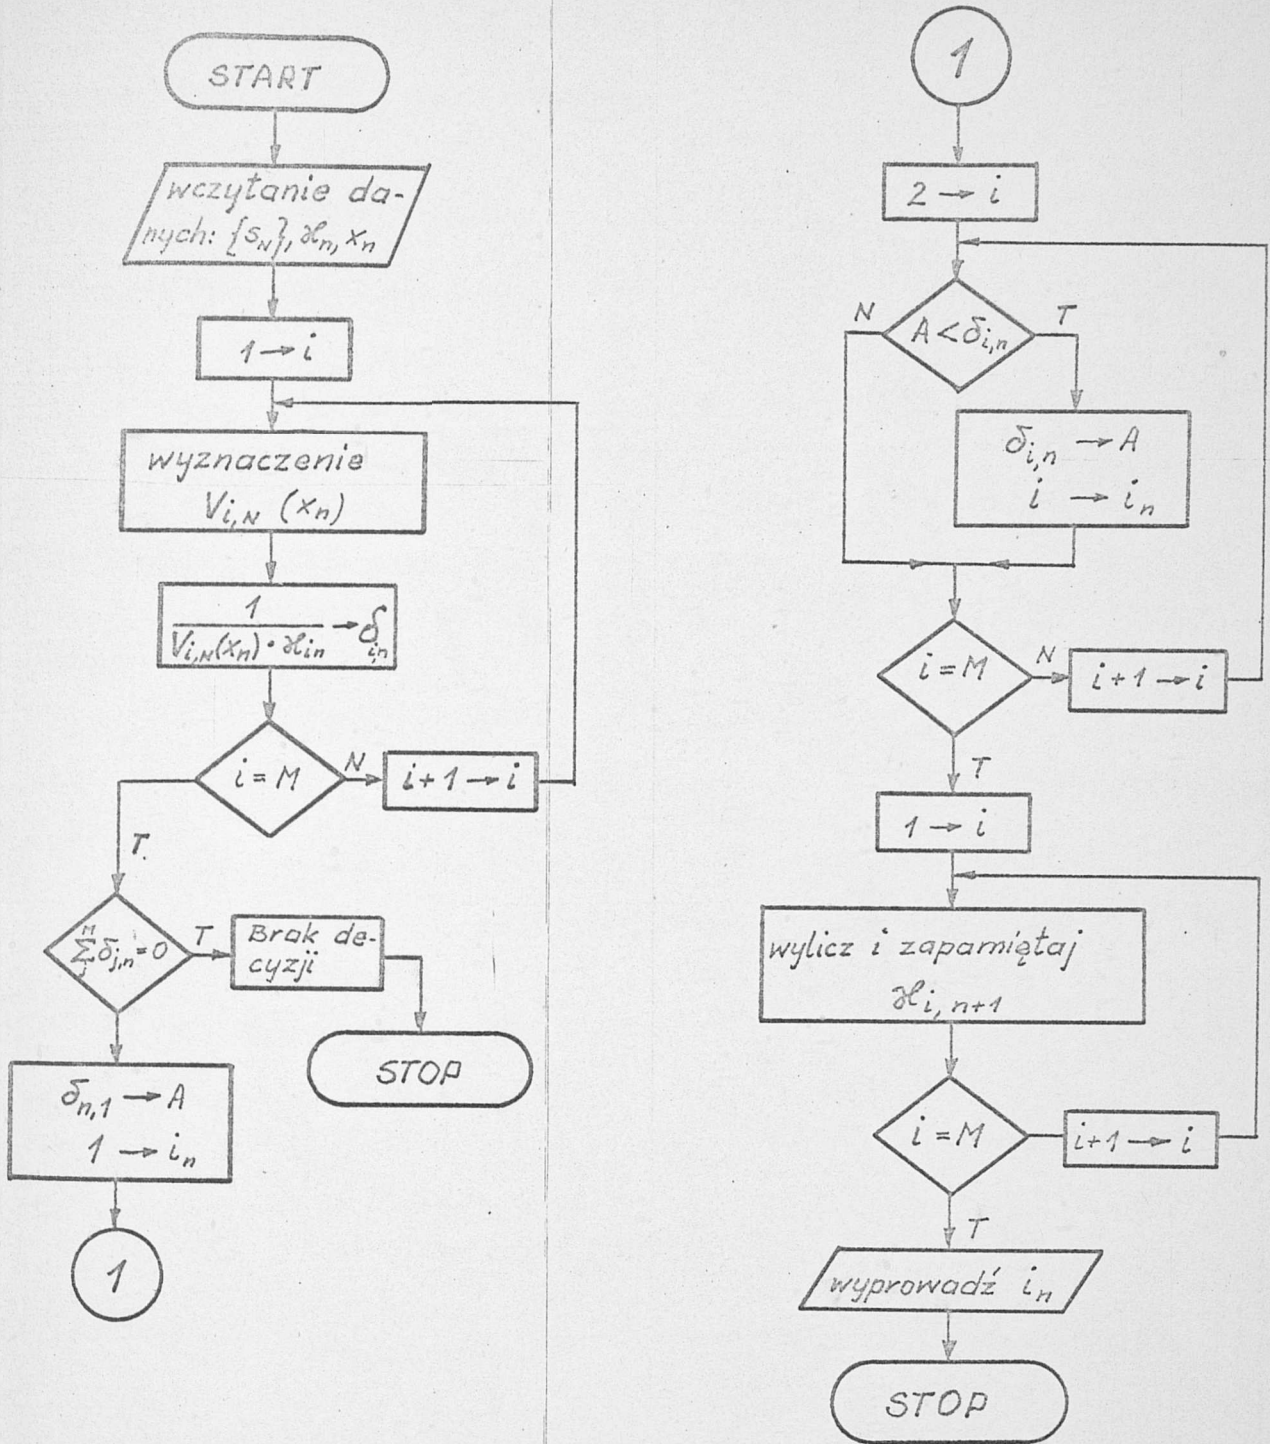 START
wczytanie da-
nych: {s_N}, ϰ_n, x_n
1 → i
wyznaczenie
V_i,N (x_n)
1
V_i,N(x_n) · ϰ_in → δ_i,n
i = M
N
i+1 → i
T.
M
∑ δ_j,n = 0
j
T
Brak de-
cyzji
STOP
δ_n,1 → A
1 → i_n
1
1
2 → i
N
A < δ_i,n
T
δ_i,n → A
i → i_n
i = M
N
i+1 → i
T
1 → i
wylicz i zapamiętaj
ϰ_i, n+1
i = M
i+1 → i
T
wyprowadź i_n
STOP